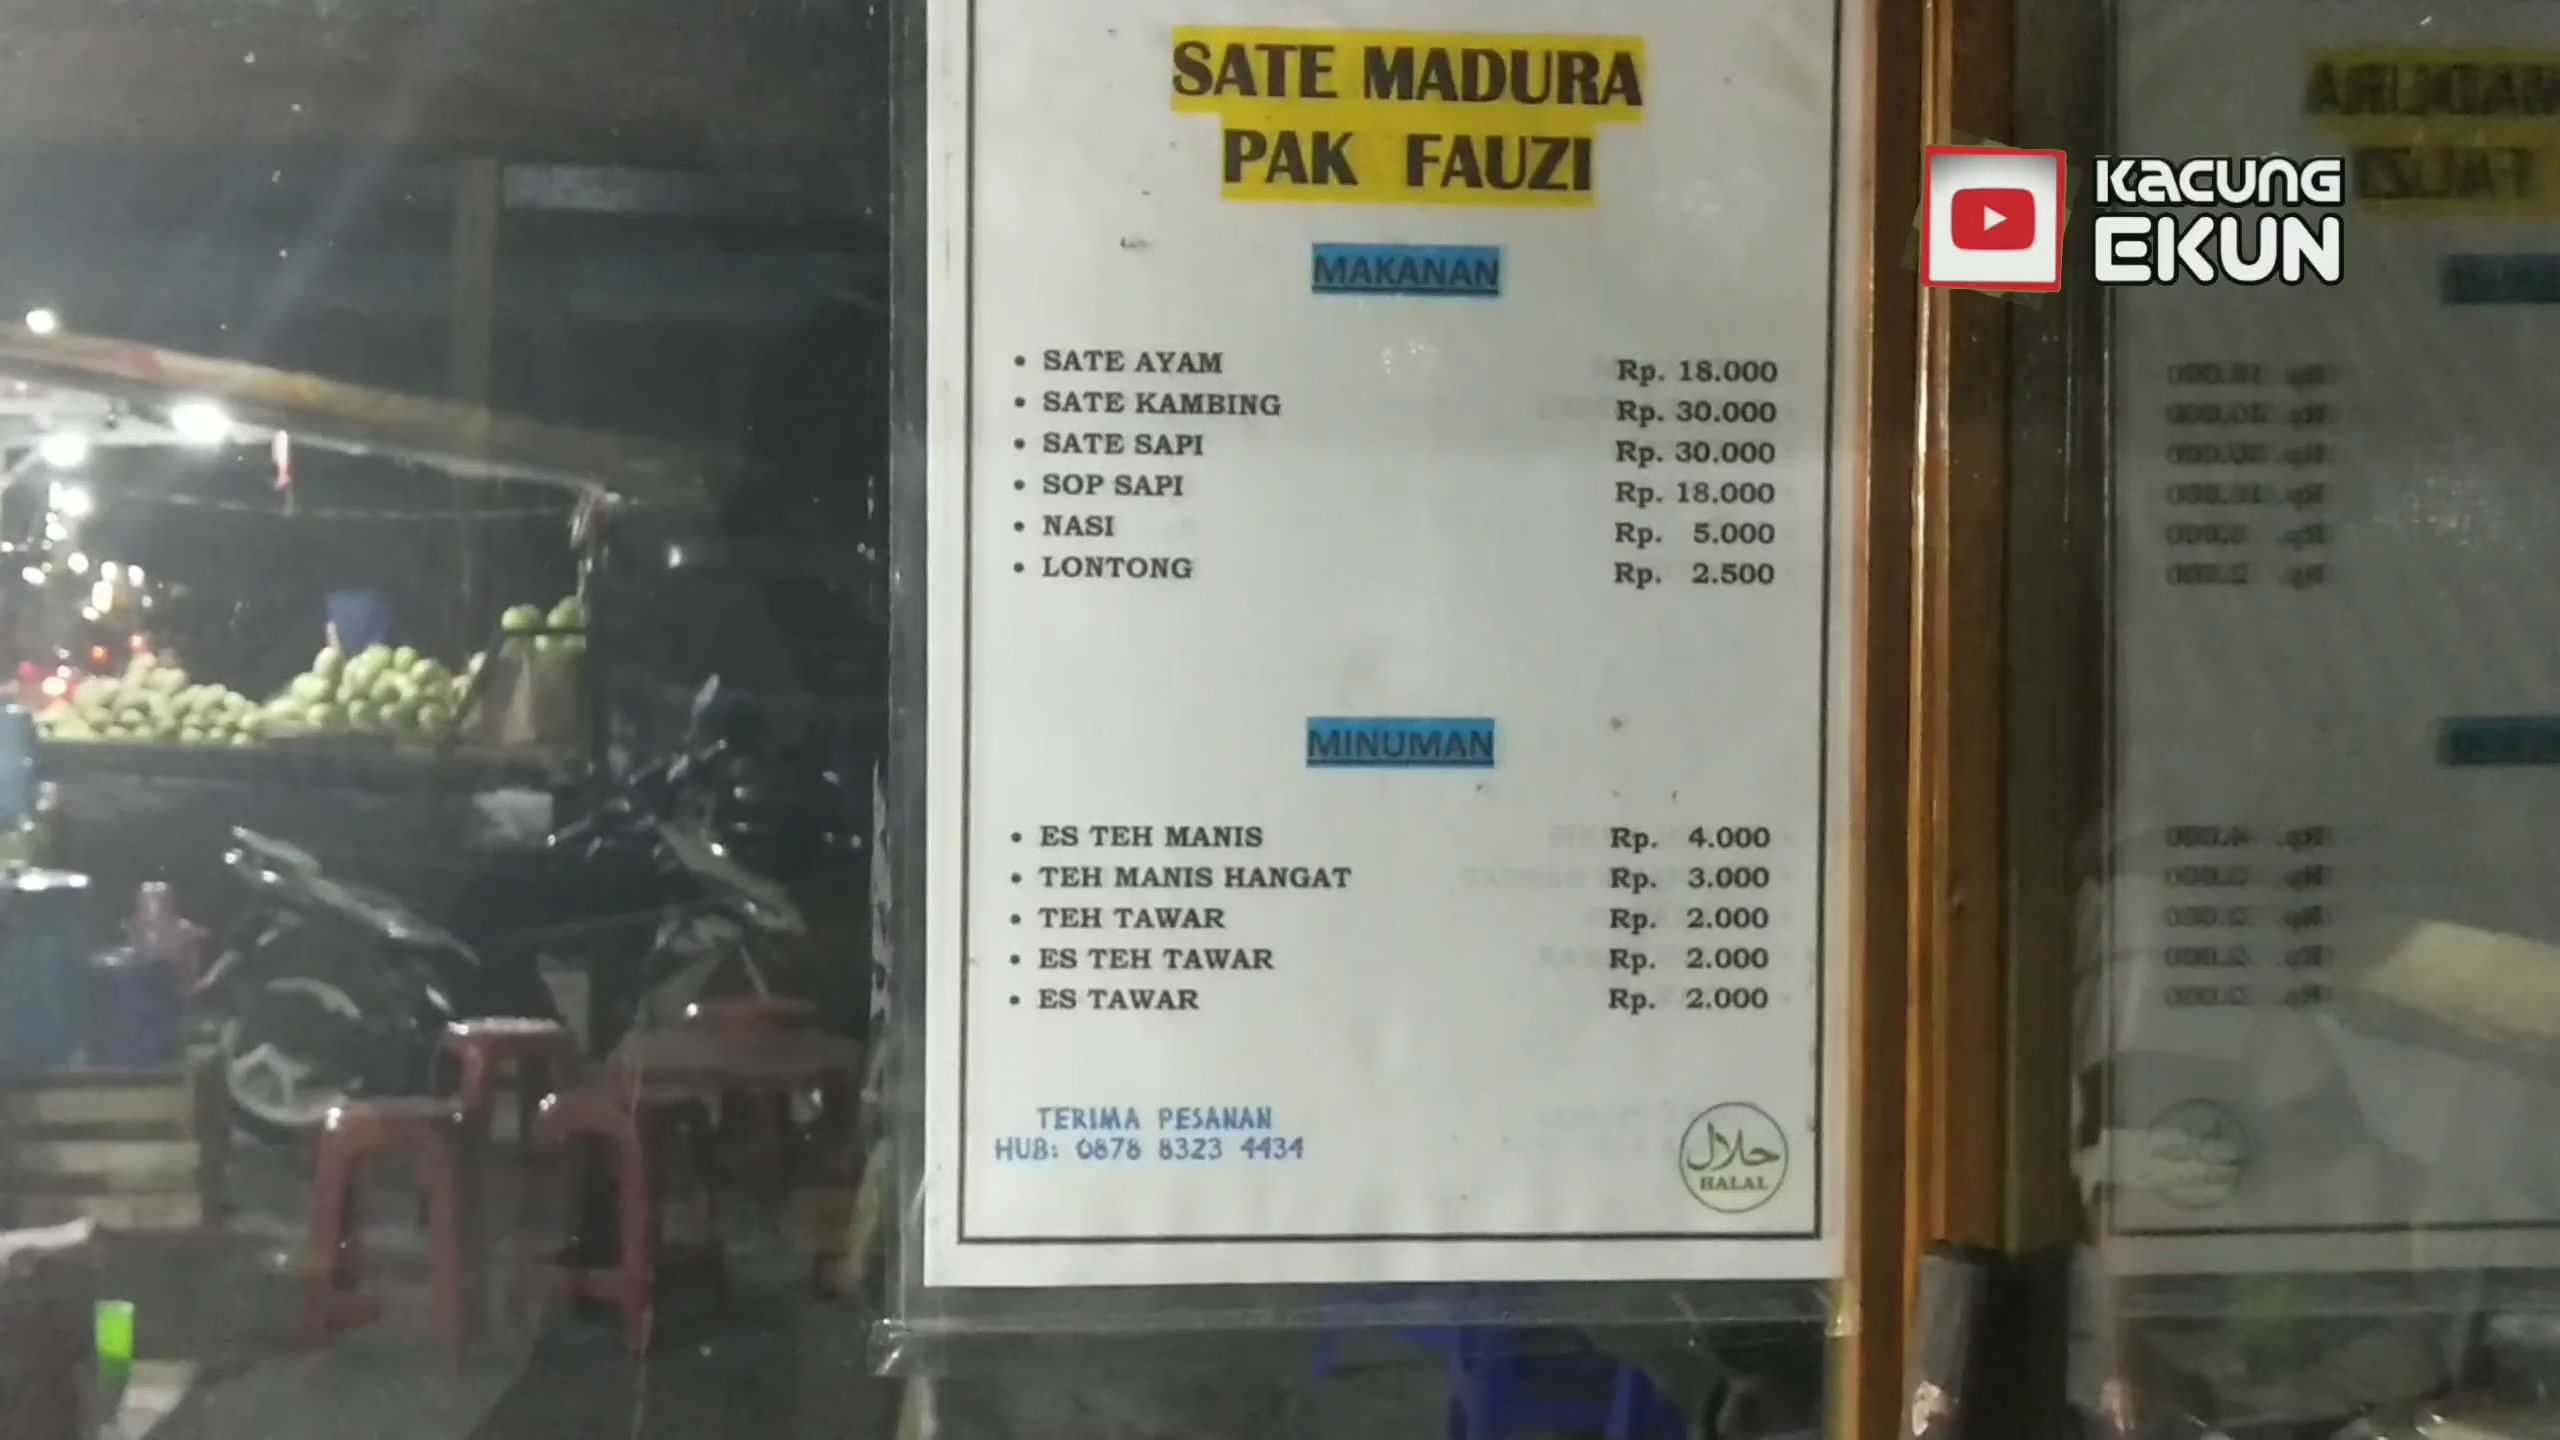 SATE MADURA
PAK FAUZI
MAKANAN
• SATE AYAM Rp. 18.000
• SATE KAMBING Rp. 30.000
• SATE SAPI Rp. 30.000
• SOP SAPI Rp. 18.000
• NASI Rp. 5.000
• LONTONG Rp. 2.500
MINUMAN
• ES TEH MANIS Rp. 4.000
• TEH MANIS HANGAT Rp. 3.000
• TEH TAWAR Rp. 2.000
• ES TEH TAWAR Rp. 2.000
• ES TAWAR Rp. 2.000
TERIMA PESANAN
HUB: 0878 8323 4434
حلال
HALAL
KACUNG
EKUN